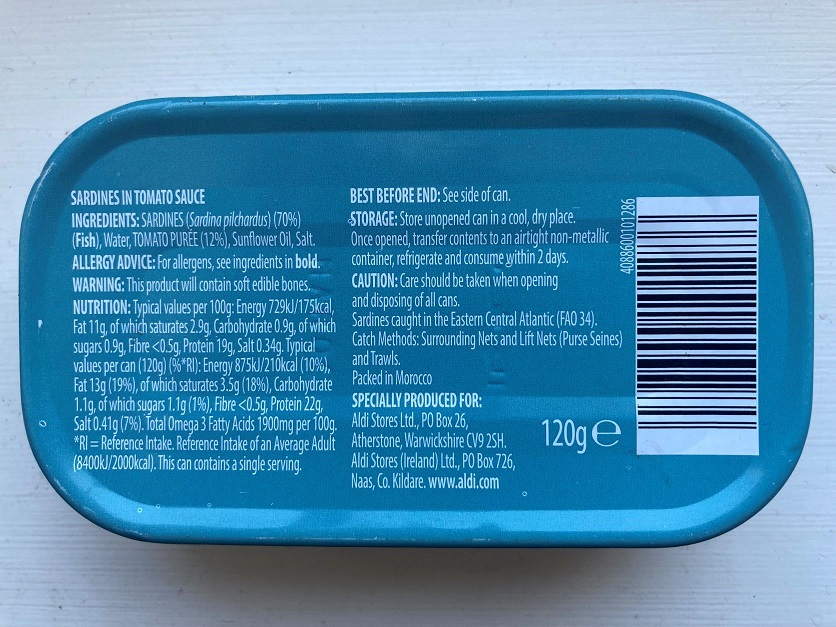 SARDINES IN TOMATO SAUCE
INGREDIENTS: SARDINES (Sardina pilchardus) (70%)
(Fish), Water, TOMATO PURÉE (12%), Sunflower Oil, Salt.
ALLERGY ADVICE: For allergens, see ingredients in bold.
WARNING: This product will contain soft edible bones.
NUTRITION: Typical values per 100g: Energy 729kJ/175kcal,
Fat 11g, of which saturates 2.9g, Carbohydrate 0.9g, of which
sugars 0.9g, Fibre <0.5g, Protein 19g, Salt 0.34g. Typical
values per can (120g) (%*RI): Energy 875kJ/210kcal (10%),
Fat 13g (19%), of which saturates 3.5g (18%), Carbohydrate
1.1g, of which sugars 1.1g (1%), Fibre <0.5g, Protein 22g,
Salt 0.41g (7%). Total Omega 3 Fatty Acids 1900mg per 100g.
*RI = Reference Intake. Reference Intake of an Average Adult
(8400kJ/2000kcal). This can contains a single serving.
BEST BEFORE END: See side of can.
STORAGE: Store unopened can in a cool, dry place.
Once opened, transfer contents to an airtight non-metallic
container, refrigerate and consume within 2 days.
CAUTION: Care should be taken when opening
and disposing of all cans.
Sardines caught in the Eastern Central Atlantic (FAO 34).
Catch Methods: Surrounding Nets and Lift Nets (Purse Seines)
and Trawls.
Packed in Morocco
SPECIALLY PRODUCED FOR:
Aldi Stores Ltd., PO Box 26,
Atherstone, Warwickshire CV9 2SH.
Aldi Stores (Ireland) Ltd., PO Box 726,
Naas, Co. Kildare. www.aldi.com
120g ℮
4088600101286